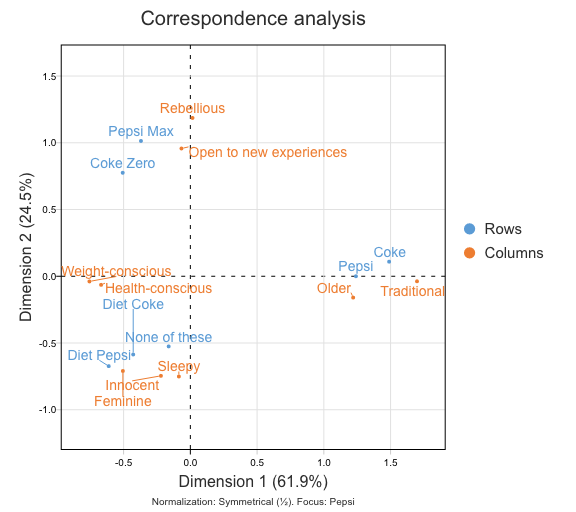 Correspondence analysis
1.5
Rebellious
Pepsi Max
1.0
Open to new experiences
Coke Zero
0.5
Rows
Coke
Columns
Pepsi
Weight-conscious
0.0
Health-conscious
Older
Traditional
Diet Coke
None of these
-0.5
Diet Pepsi
Sleepy
Innocent
Feminine
-1.0
Dimension 2 (24.5%)
-0.5 0.0 0.5 1.0 1.5
Dimension 1 (61.9%)
Normalization: Symmetrical (½). Focus: Pepsi